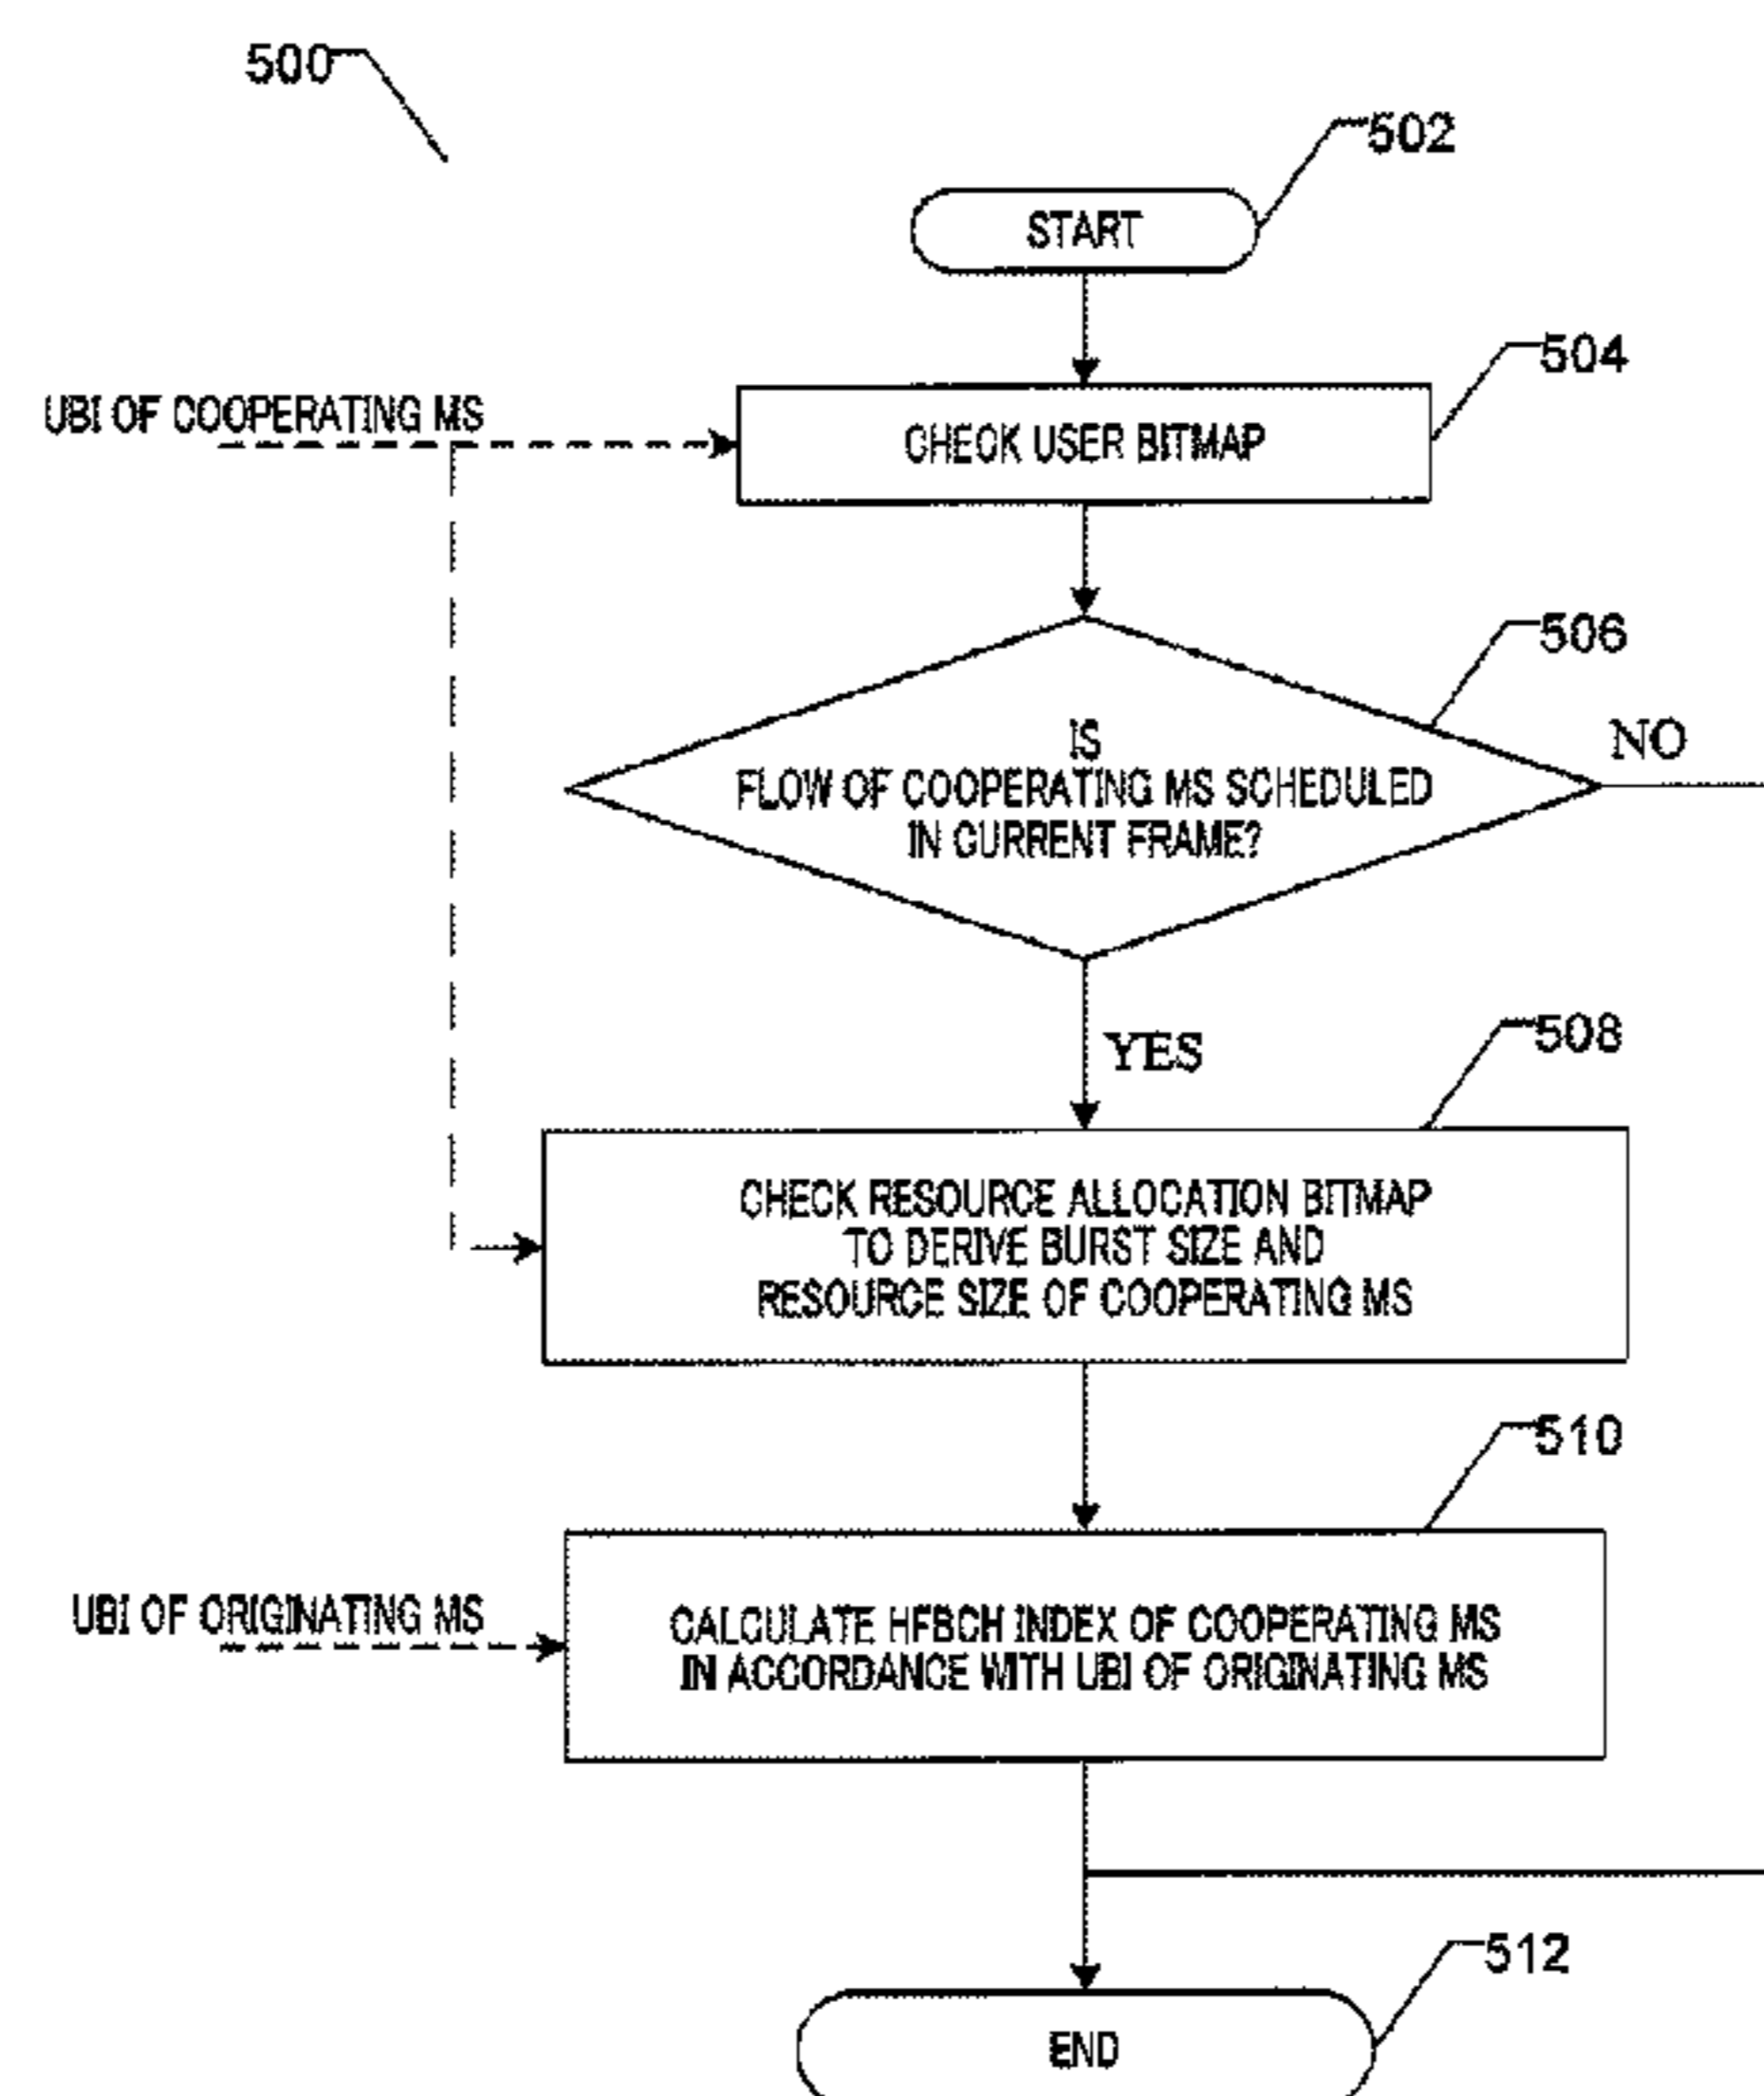 500
502
START
504
UBI OF COOPERATING MS
CHECK USER BITMAP
506
IS
FLOW OF COOPERATING MS SCHEDULED
IN CURRENT FRAME?
NO
YES
508
CHECK RESOURCE ALLOCATION BITMAP
TO DERIVE BURST SIZE AND
RESOURCE SIZE OF COOPERATING MS
510
UBI OF ORIGINATING MS
CALCULATE HFBCH INDEX OF COOPERATING MS
IN ACCORDANCE WITH UBI OF ORIGINATING MS
512
END